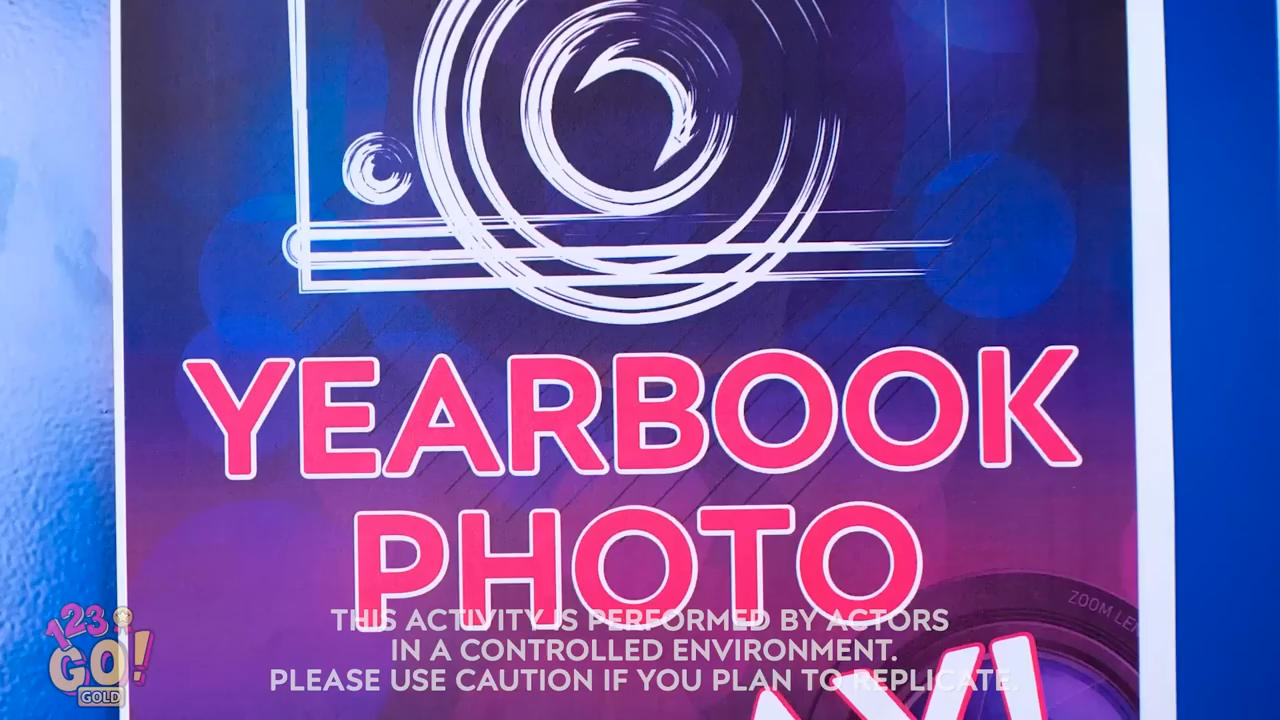 YEARBOOK
PHOTO
ZOOM LEN
THIS ACTIVITY IS PERFORMED BY ACTORS
IN A CONTROLLED ENVIRONMENT.
PLEASE USE CAUTION IF YOU PLAN TO REPLICATE.
123
GO!
GOLD